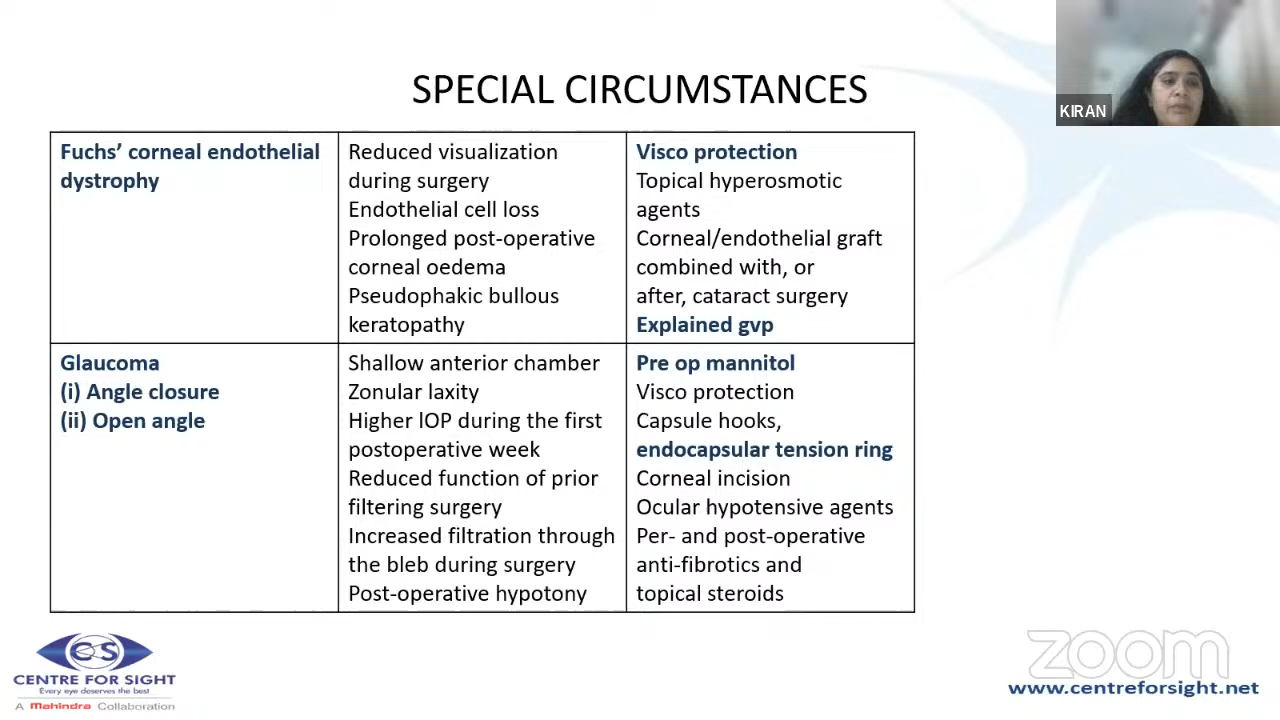 SPECIAL CIRCUMSTANCES
KIRAN
Fuchs’ corneal endothelial
dystrophy
Reduced visualization
during surgery
Endothelial cell loss
Prolonged post-operative
corneal oedema
Pseudophakic bullous
keratopathy
Visco protection
Topical hyperosmotic
agents
Corneal/endothelial graft
combined with, or
after, cataract surgery
Explained gvp
Glaucoma
(i) Angle closure
(ii) Open angle
Shallow anterior chamber
Zonular laxity
Higher lOP during the first
postoperative week
Reduced function of prior
filtering surgery
Increased filtration through
the bleb during surgery
Post-operative hypotony
Pre op mannitol
Visco protection
Capsule hooks,
endocapsular tension ring
Corneal incision
Ocular hypotensive agents
Per- and post-operative
anti-fibrotics and
topical steroids
CFS
CENTRE FOR SIGHT
Every eye deserves the best
A Mahindra Collaboration
zoom
www.centreforsight.net